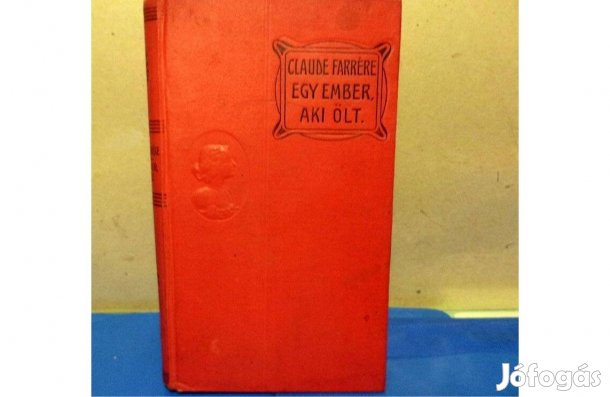 CLAUDE FARRÈRE
EGY EMBER,
AKI ÖLT.
Jófogás